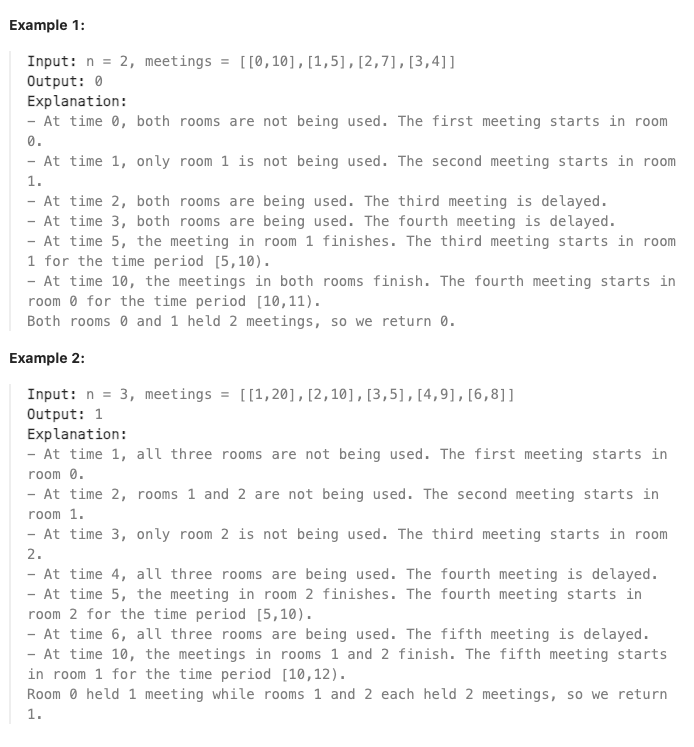 Example 1:
Input: n = 2, meetings = [[0,10],[1,5],[2,7],[3,4]]
Output: 0
Explanation:
- At time 0, both rooms are not being used. The first meeting starts in room
0.
- At time 1, only room 1 is not being used. The second meeting starts in room
1.
- At time 2, both rooms are being used. The third meeting is delayed.
- At time 3, both rooms are being used. The fourth meeting is delayed.
- At time 5, the meeting in room 1 finishes. The third meeting starts in room
1 for the time period [5,10).
- At time 10, the meetings in both rooms finish. The fourth meeting starts in
room 0 for the time period [10,11).
Both rooms 0 and 1 held 2 meetings, so we return 0.
Example 2:
Input: n = 3, meetings = [[1,20],[2,10],[3,5],[4,9],[6,8]]
Output: 1
Explanation:
- At time 1, all three rooms are not being used. The first meeting starts in
room 0.
- At time 2, rooms 1 and 2 are not being used. The second meeting starts in
room 1.
- At time 3, only room 2 is not being used. The third meeting starts in room
2.
- At time 4, all three rooms are being used. The fourth meeting is delayed.
- At time 5, the meeting in room 2 finishes. The fourth meeting starts in
room 2 for the time period [5,10).
- At time 6, all three rooms are being used. The fifth meeting is delayed.
- At time 10, the meetings in rooms 1 and 2 finish. The fifth meeting starts
in room 1 for the time period [10,12).
Room 0 held 1 meeting while rooms 1 and 2 each held 2 meetings, so we return
1.